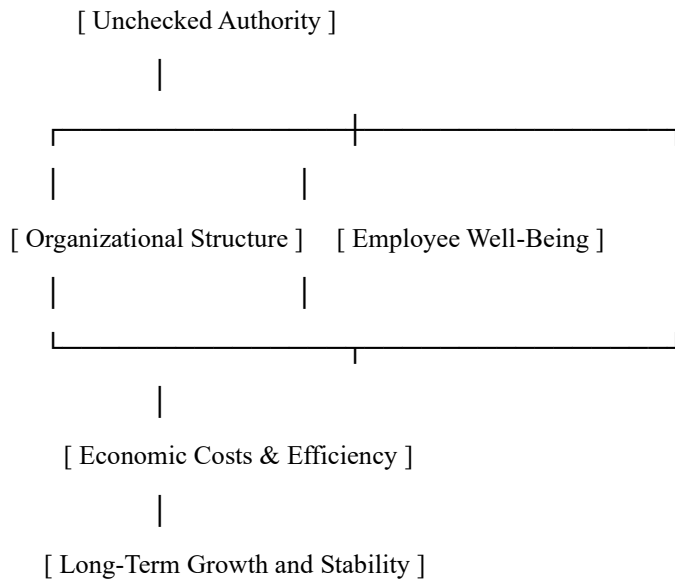 [ Unchecked Authority ]
[ Organizational Structure ] [ Employee Well-Being ]
[ Economic Costs & Efficiency ]
[ Long-Term Growth and Stability ]